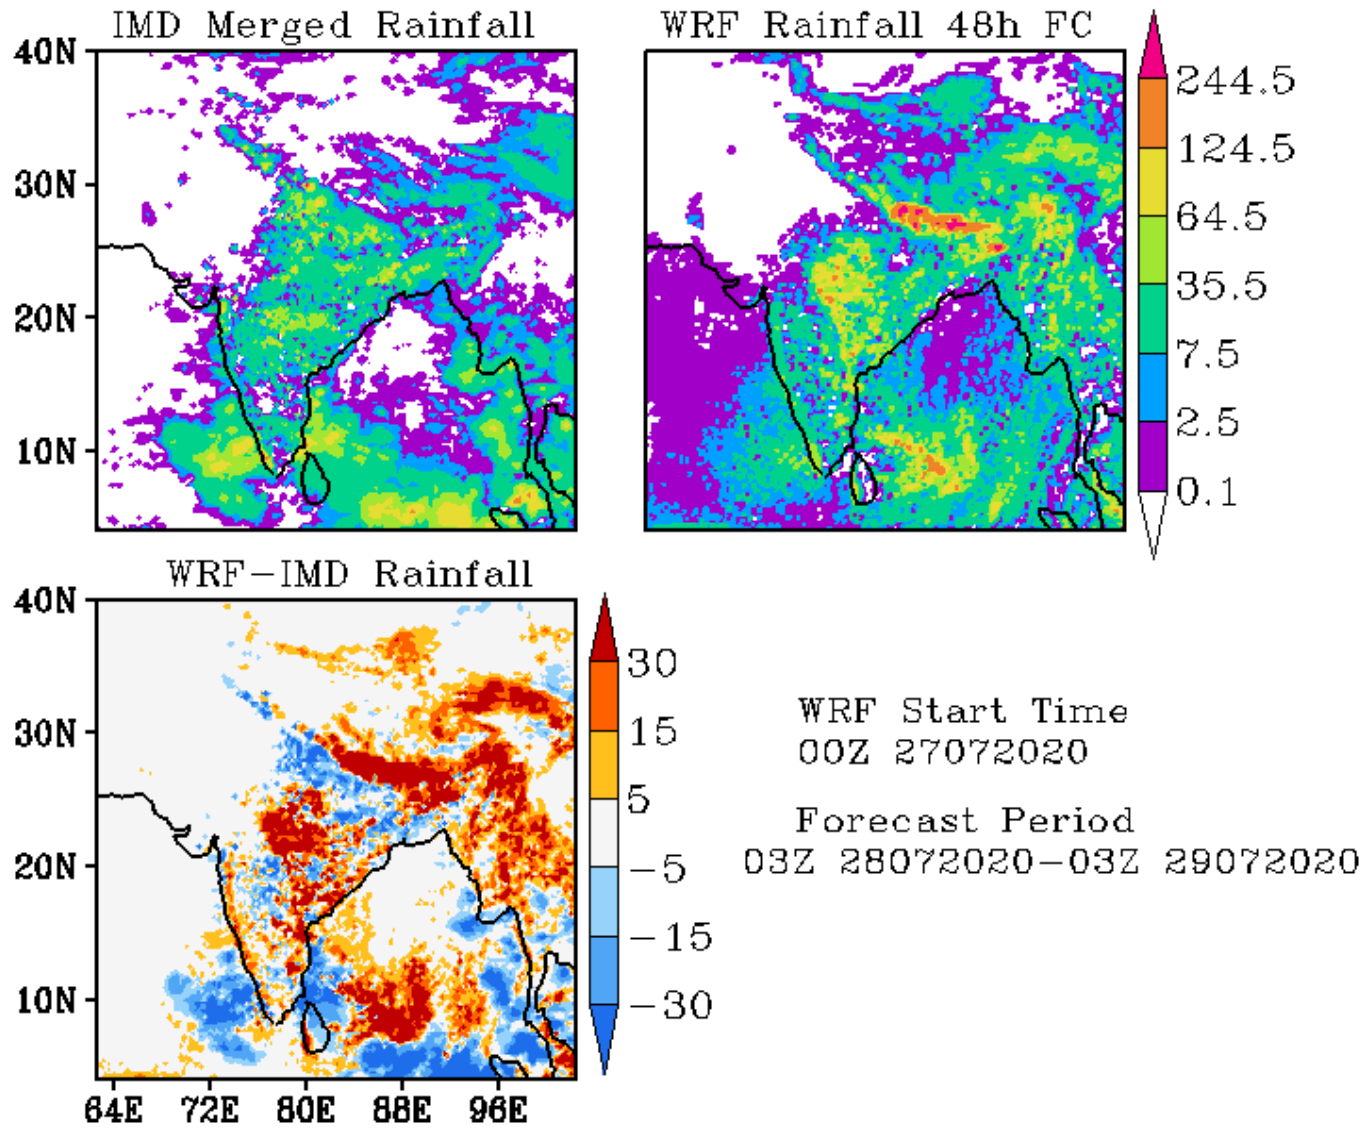 IMD Merged Rainfall
WRF Rainfall 48h FC
40N
30N
20N
10N
244.5
124.5
64.5
35.5
7.5
2.5
0.1
WRF-IMD Rainfall
40N
30N
20N
10N
64E 72E 80E 88E 96E
30
15
5
-5
-15
-30
WRF Start Time
00Z 27072020
Forecast Period
03Z 28072020-03Z 29072020